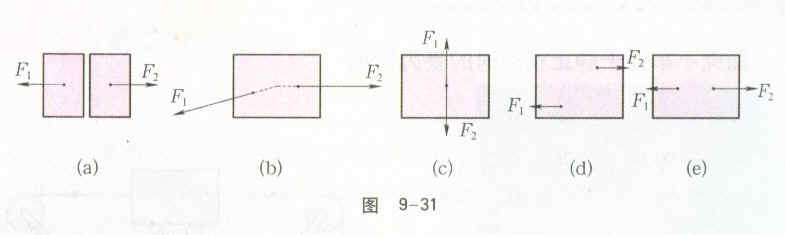 F₁ F₂ F₁ F₂ F₁ F₂ F₁ F₂ F₁ F₂
(a) (b) (c) (d) (e)
图 9-31